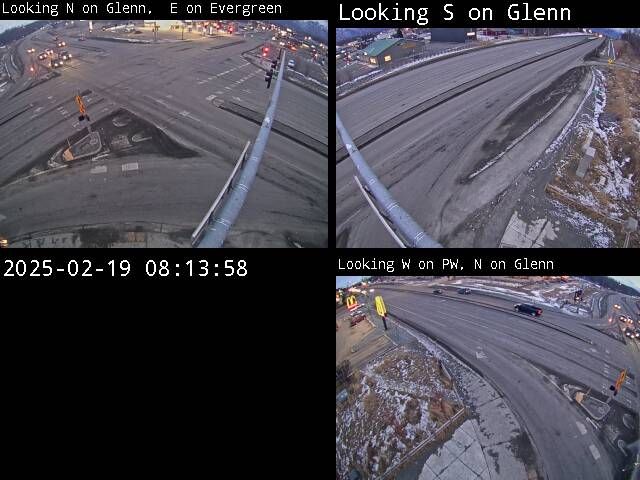 Looking N on Glenn,  E on Evergreen
Looking S on Glenn
2025-02-19 08:13:58
Looking W on PW, N on Glenn